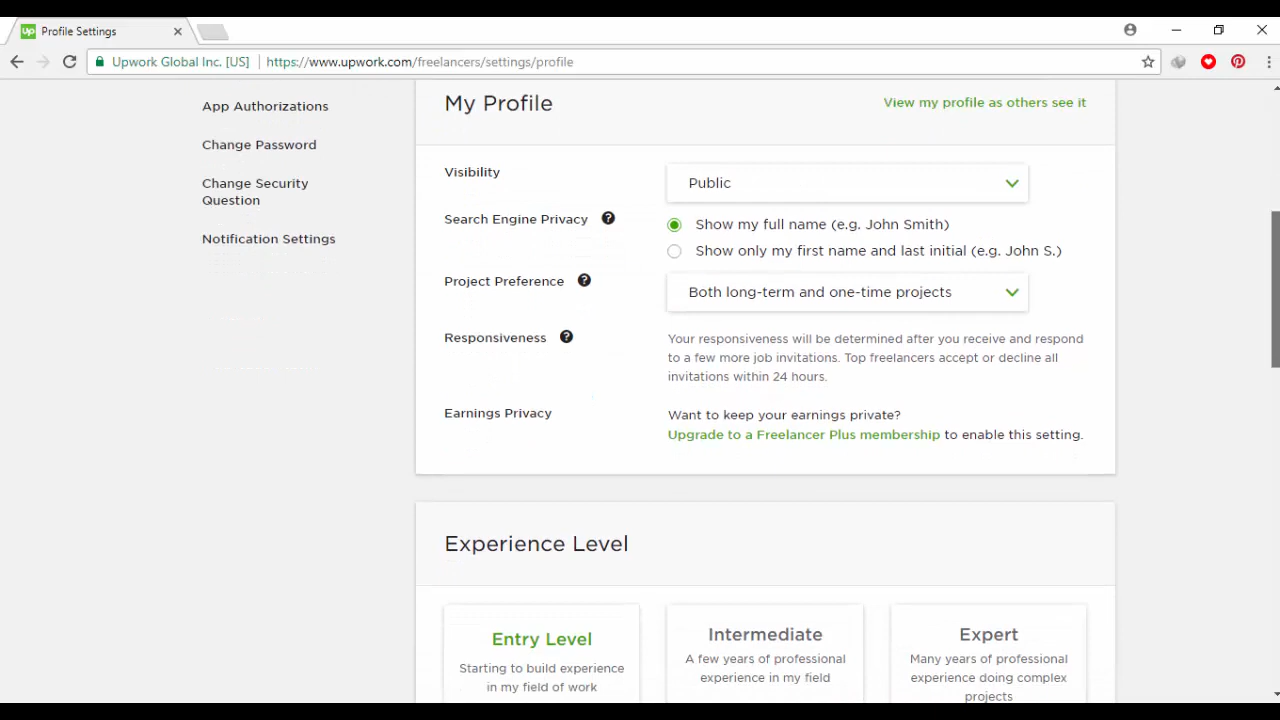 up Profile Settings
Upwork Global Inc. [US] https://www.upwork.com/freelancers/settings/profile
App Authorizations
Change Password
Change Security
Question
Notification Settings
My Profile
View my profile as others see it
Visibility
Public
Search Engine Privacy ?
Show my full name (e.g. John Smith)
Show only my first name and last initial (e.g. John S.)
Project Preference ?
Both long-term and one-time projects
Responsiveness ?
Your responsiveness will be determined after you receive and respond
to a few more job invitations. Top freelancers accept or decline all
invitations within 24 hours.
Earnings Privacy
Want to keep your earnings private?
Upgrade to a Freelancer Plus membership to enable this setting.
Experience Level
Entry Level
Starting to build experience
in my field of work
Intermediate
A few years of professional
experience in my field
Expert
Many years of professional
experience doing complex
projects